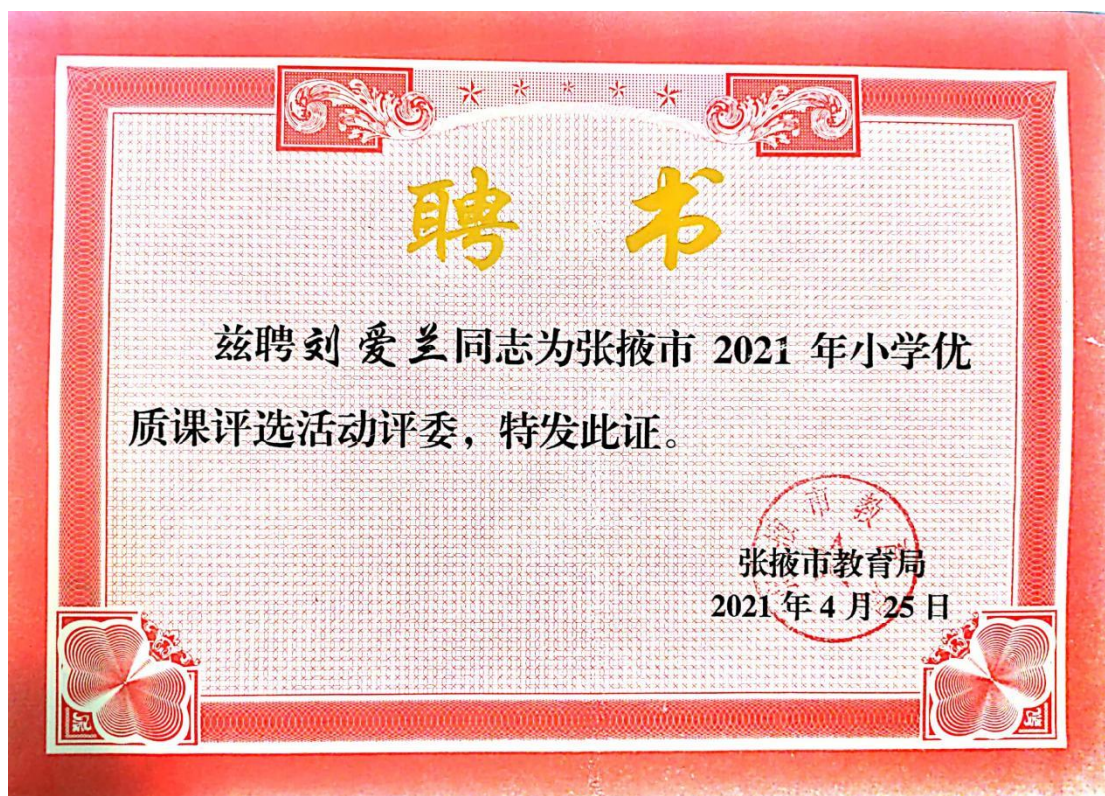 聘 书
兹聘刘爱兰同志为张掖市 2021 年小学优
质课评选活动评委，特发此证。
张掖市教育局
2021 年 4 月 25 日